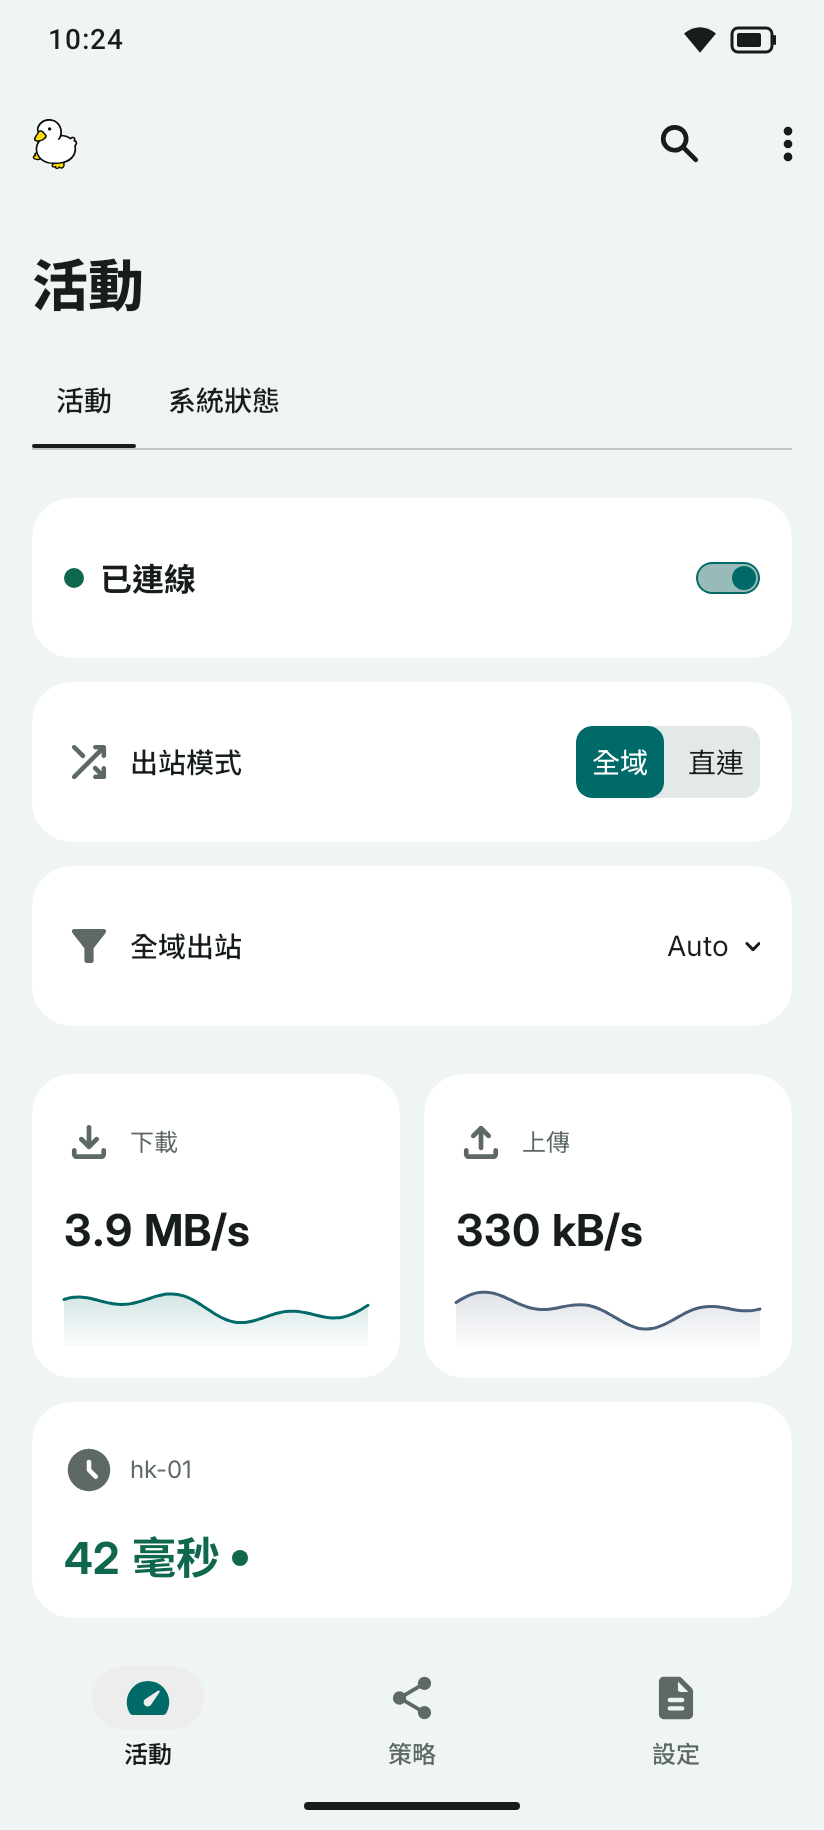 10:24
活動
活動
系統狀態
已連線
出站模式
全域
直連
全域出站
Auto
下載
上傳
3.9 MB/s
330 kB/s
hk-01
42 毫秒
活動
策略
設定